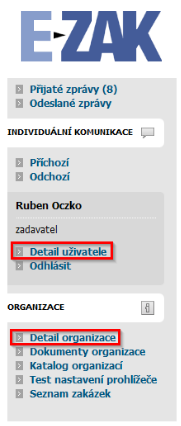 E-ZAK
Přijaté zprávy (8)
Odeslané zprávy
INDIVIDUÁLNÍ KOMUNIKACE
Příchozí
Odchozí
Ruben Oczko
zadavatel
Detail uživatele
Odhlásit
ORGANIZACE
Detail organizace
Dokumenty organizace
Katalog organizací
Test nastavení prohlížeče
Seznam zakázek